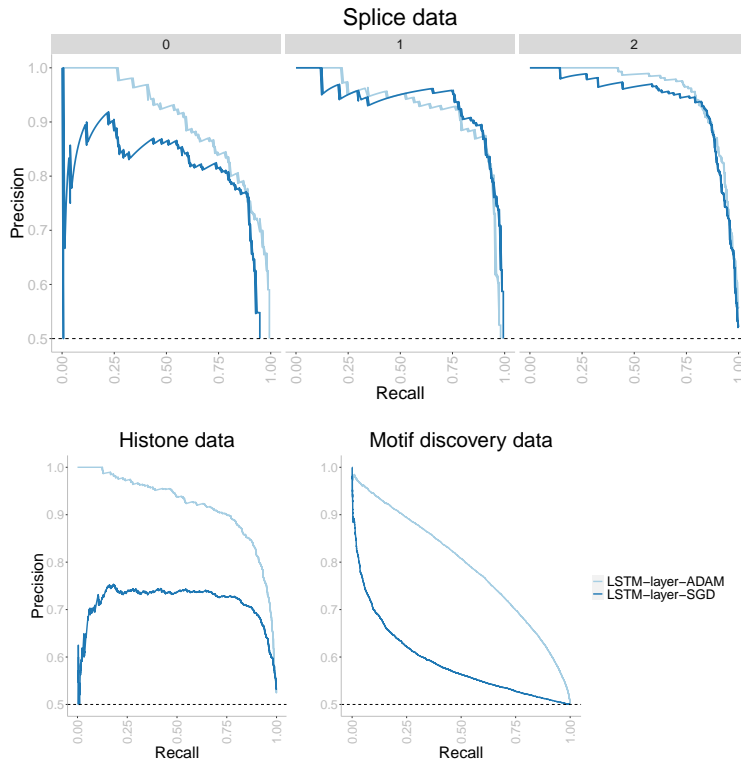 Splice data
0 1 2
Precision
1.0
0.9
0.8
0.7
0.6
0.5
0.00 0.25 0.50 0.75 1.00 0.00 0.25 0.50 0.75 1.00 0.00 0.25 0.50 0.75 1.00
Recall
Histone data
Precision
1.0
0.9
0.8
0.7
0.6
0.5
0.00 0.25 0.50 0.75 1.00
Recall
Motif discovery data
1.0
0.9
0.8
0.7
0.6
0.5
0.00 0.25 0.50 0.75 1.00
Recall
LSTM-layer-ADAM
LSTM-layer-SGD